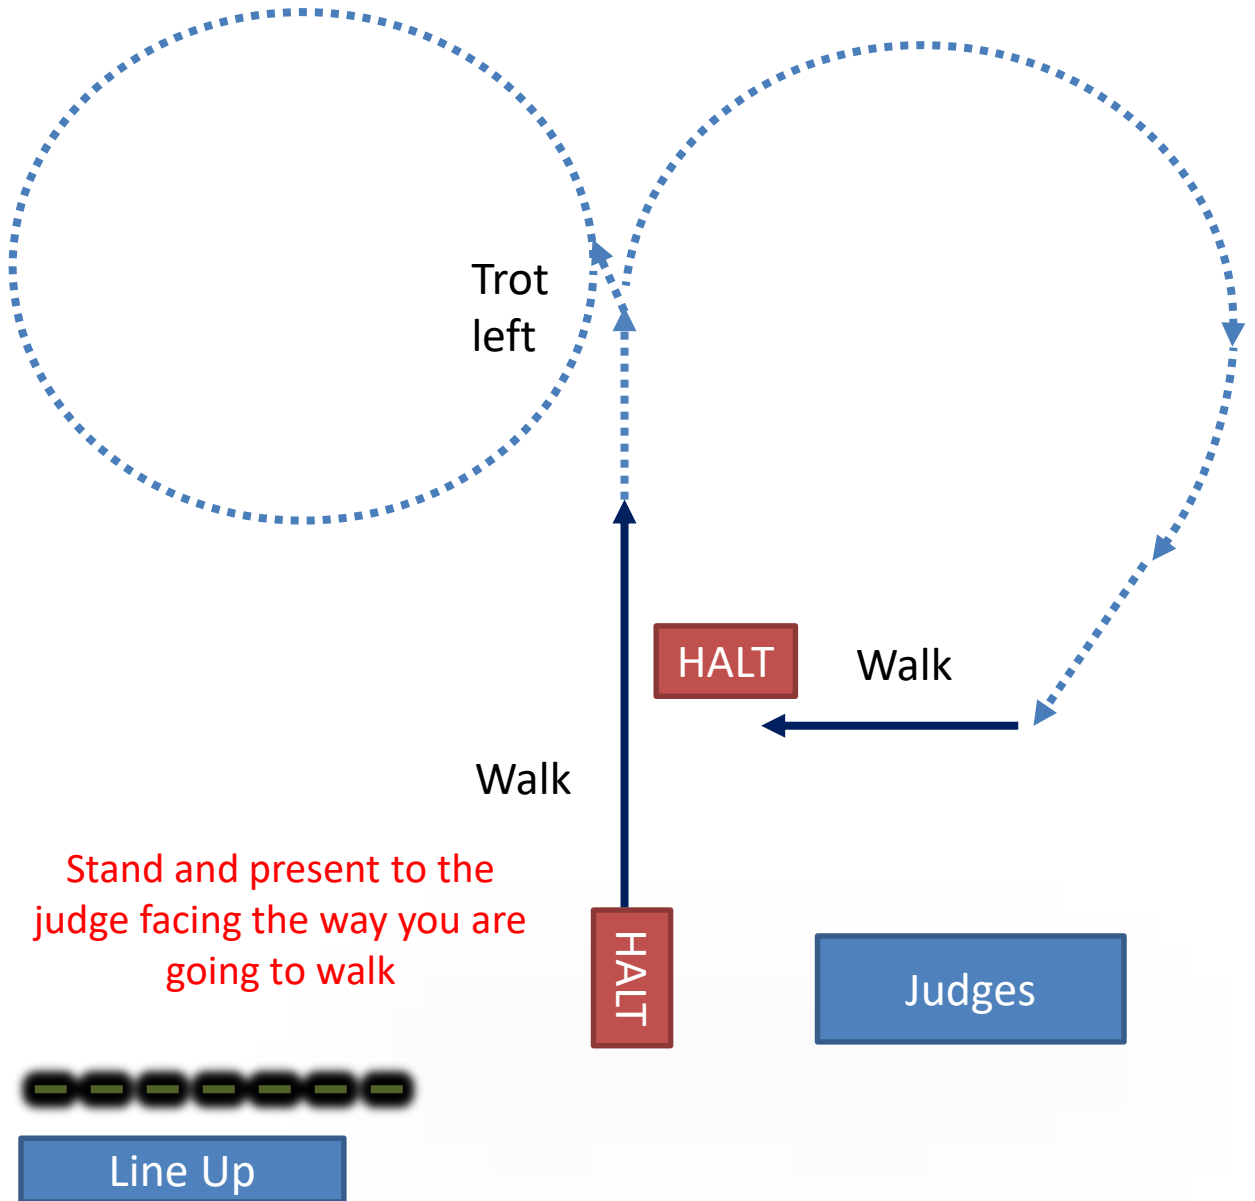 Trot
left
HALT
Walk
Walk
Stand and present to the
judge facing the way you are
going to walk
HALT
Judges
Line Up